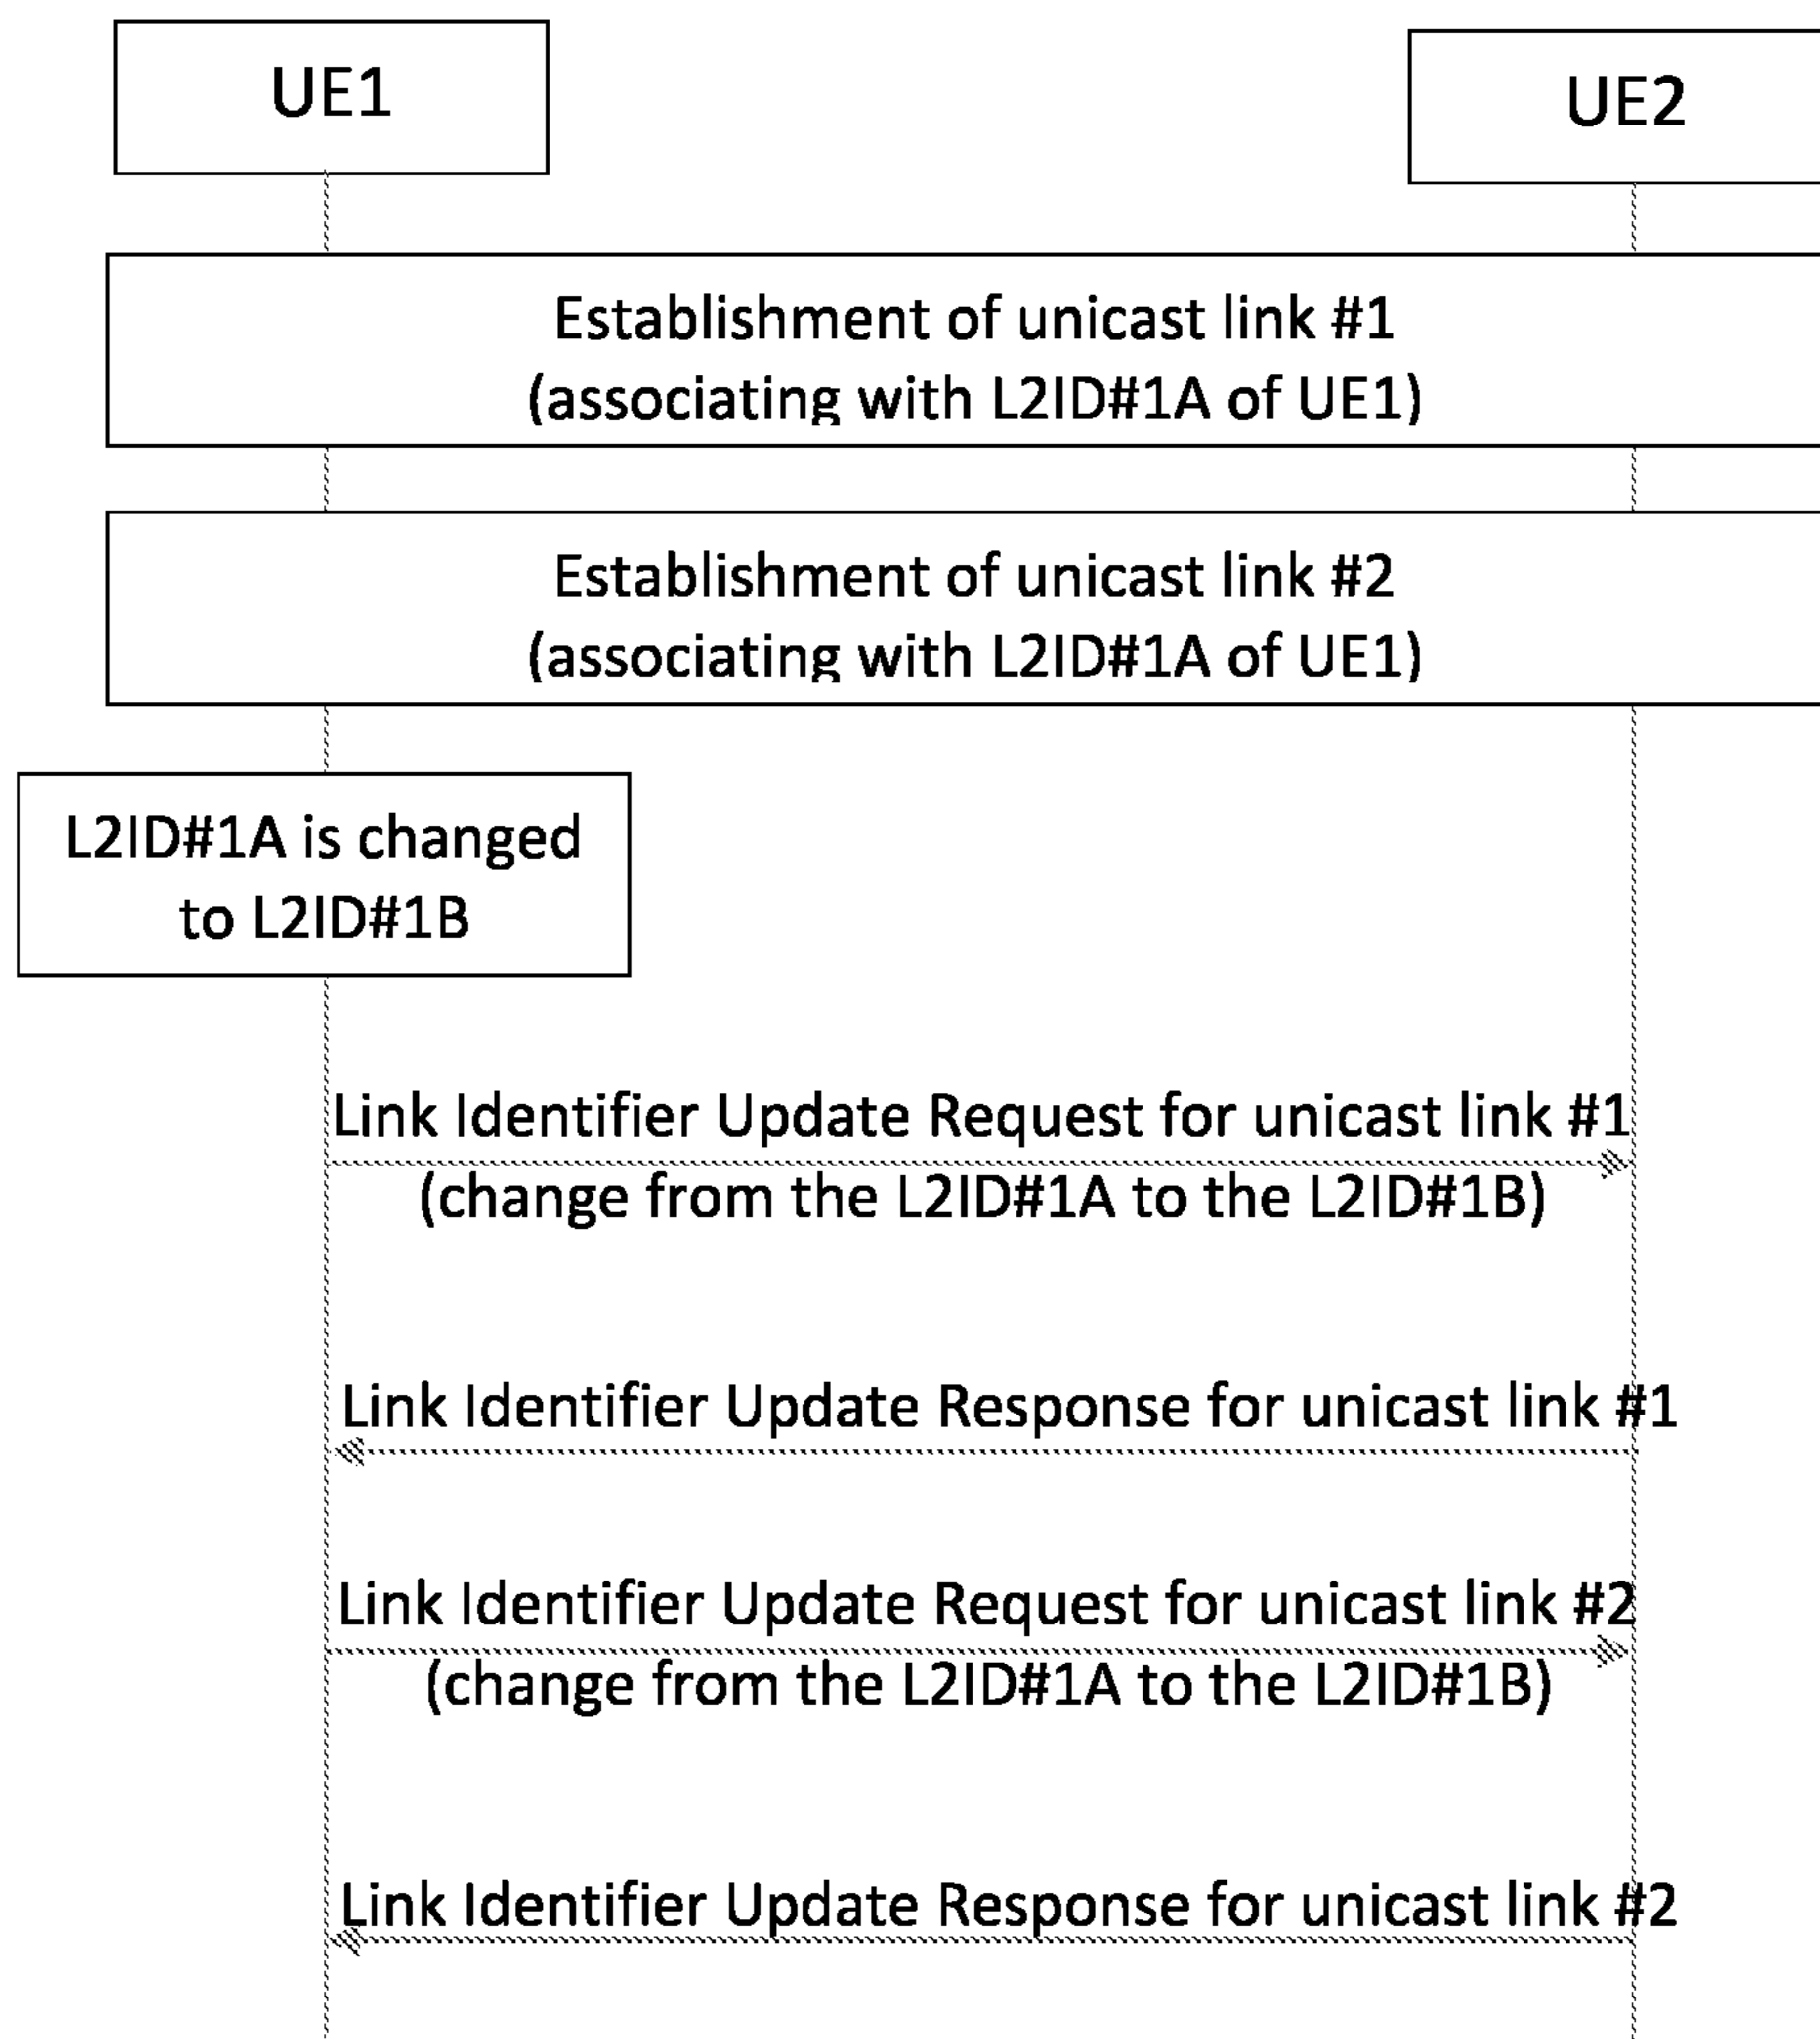 UE1
UE2
Establishment of unicast link #1
(associating with L2ID#1A of UE1)
Establishment of unicast link #2
(associating with L2ID#1A of UE1)
L2ID#1A is changed
to L2ID#1B
Link Identifier Update Request for unicast link #1
(change from the L2ID#1A to the L2ID#1B)
Link Identifier Update Response for unicast link #1
Link Identifier Update Request for unicast link #2
(change from the L2ID#1A to the L2ID#1B)
Link Identifier Update Response for unicast link #2